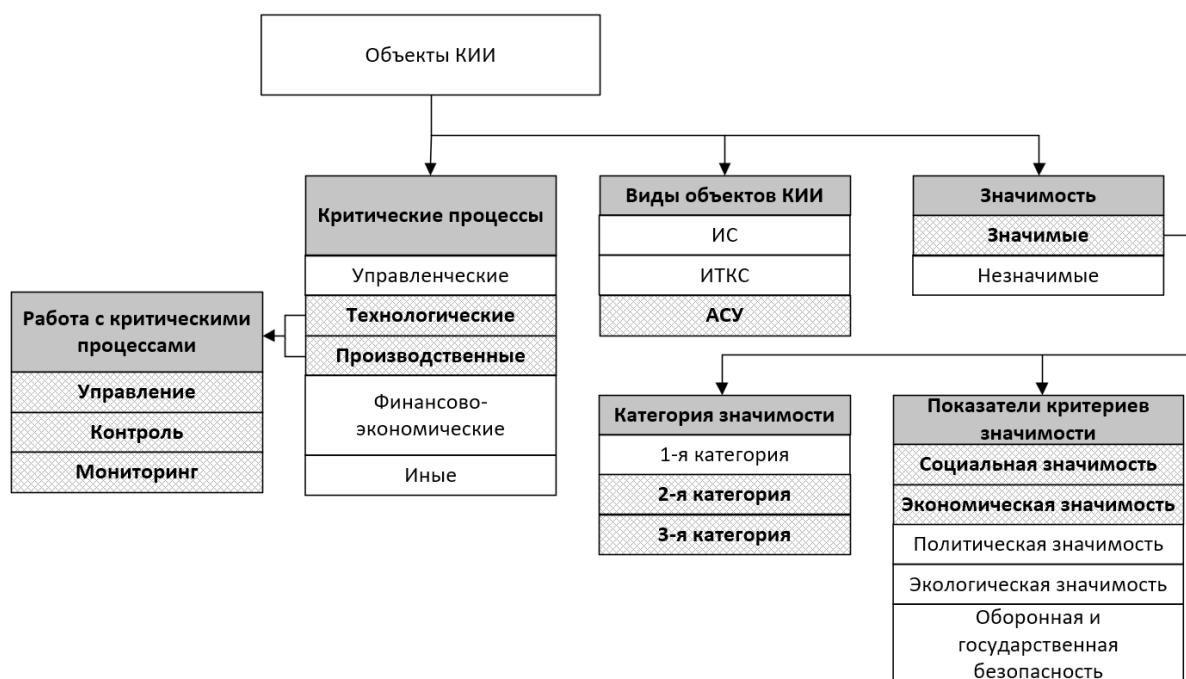 Объекты КИИ
Критические процессы
Управленческие
Технологические
Производственные
Финансово-
экономические
Иные
Виды объектов КИИ
ИС
ИТКС
АСУ
Значимость
Значимые
Незначимые
Работа с критическими
процессами
Управление
Контроль
Мониторинг
Категория значимости
1-я категория
2-я категория
3-я категория
Показатели критериев
значимости
Социальная значимость
Экономическая значимость
Политическая значимость
Экологическая значимость
Оборонная и
государственная
безопасность